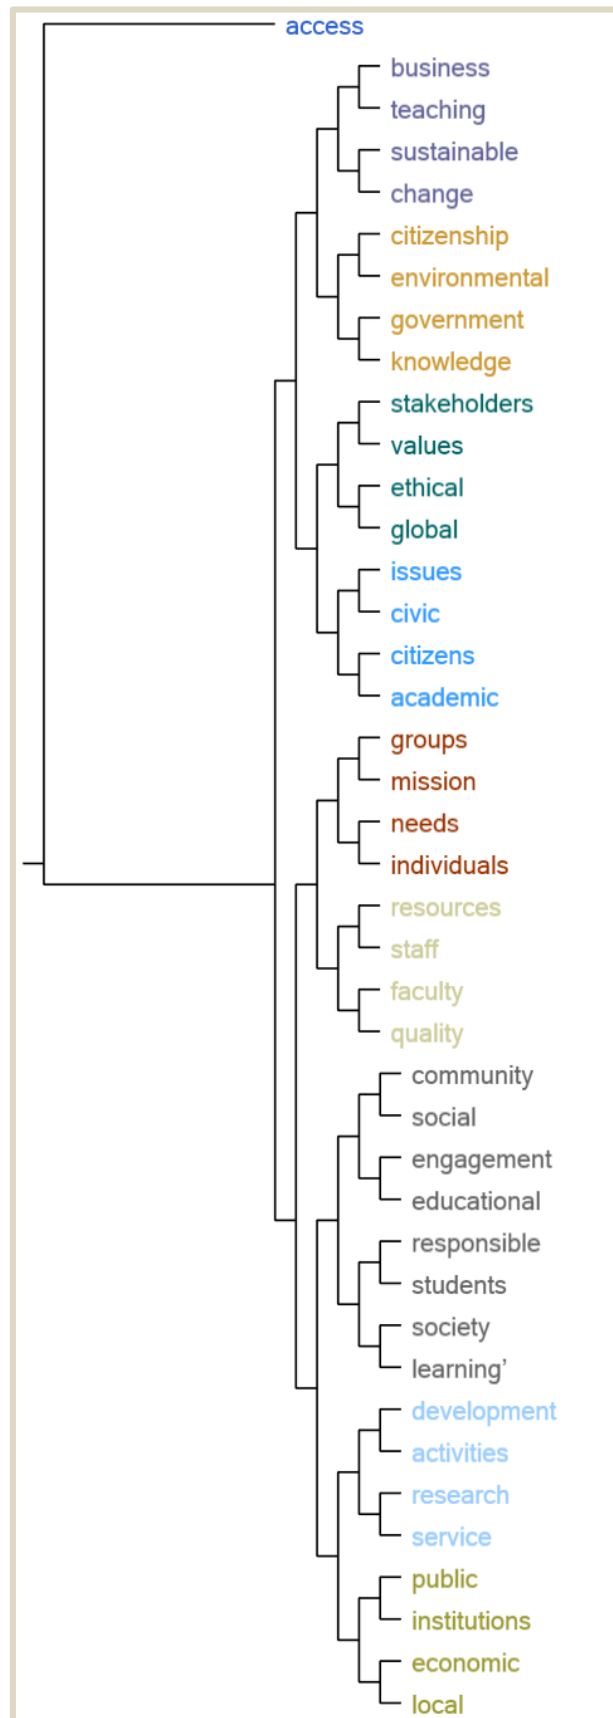 access
business
teaching
sustainable
change
citizenship
environmental
government
knowledge
stakeholders
values
ethical
global
issues
civic
citizens
academic
groups
mission
needs
individuals
resources
staff
faculty
quality
community
social
engagement
educational
responsible
students
society
learning’
development
activities
research
service
public
institutions
economic
local